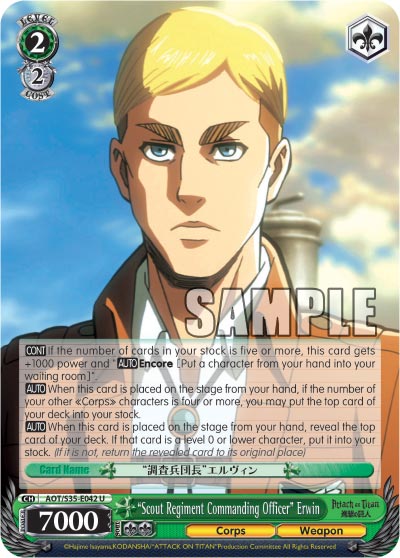 LEVEL
2
2
COST
SAMPLE
CONT If the number of cards in your stock is five or more, this card gets
+1000 power and "AUTO Encore [Put a character from your hand into your
waiting room]".
AUTO When this card is placed on the stage from your hand, if the number of
your other «Corps» characters is four or more, you may put the top card of
your deck into your stock.
AUTO When this card is placed on the stage from your hand, reveal the
top card of your deck. If that card is level 0 or lower character, put it into your
stock. (If it is not, return the revealed card to its original place)
Card Name
"調査兵団長"エルヴィン
CH AOT/S35-E042 U
"Scout Regiment Commanding Officer" Erwin
Attack on Titan
進撃の巨人
POWER
7000
SOUL
Corps
Weapon
©Hajime Isayama,KODANSHA/"ATTACK ON TITAN"Production Committee All Rights Reserved.